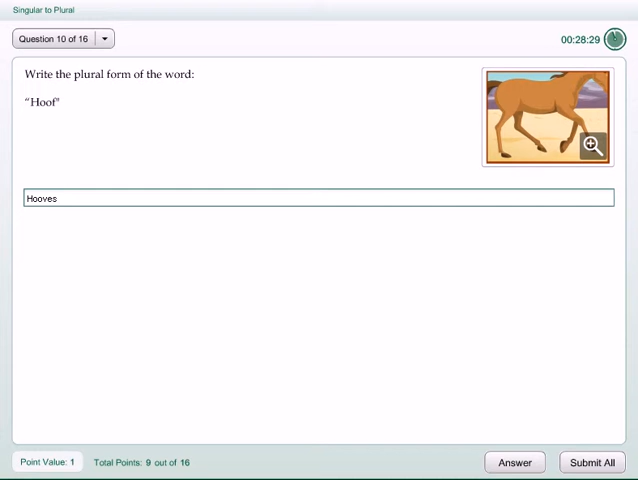 Singular to Plural
Question 10 of 16
00:28:29
Write the plural form of the word:
“Hoof"
Hooves
Point Value: 1
Total Points: 9 out of 16
Answer
Submit All